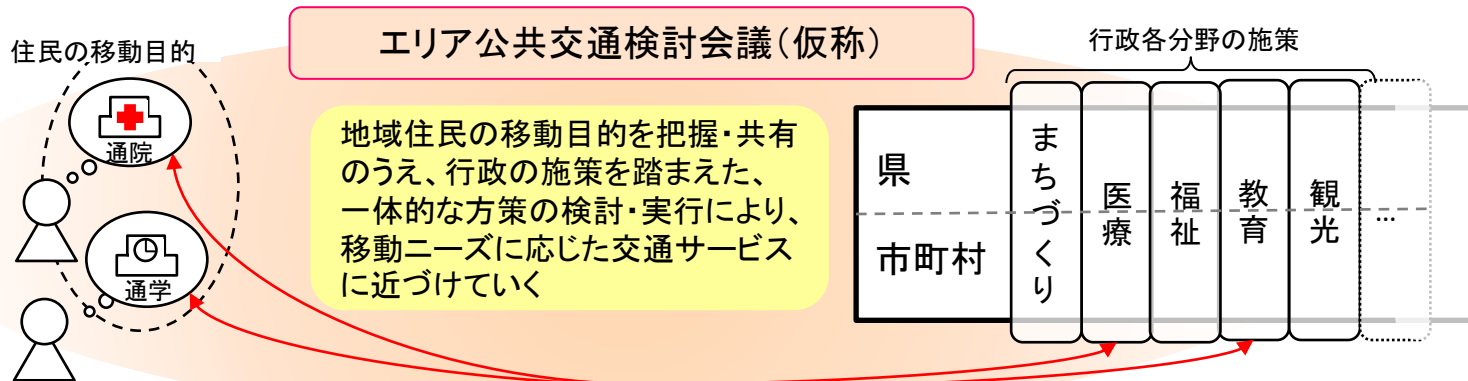 エリア公共交通検討会議（仮称）
住民の移動目的
行政各分野の施策
通院
通学
地域住民の移動目的を把握・共有
のうえ、行政の施策を踏まえた、
一体的な方策の検討・実行により、
移動ニーズに応じた交通サービス
に近づけていく
県
市町村
まちづくり
医療
福祉
教育
観光
…